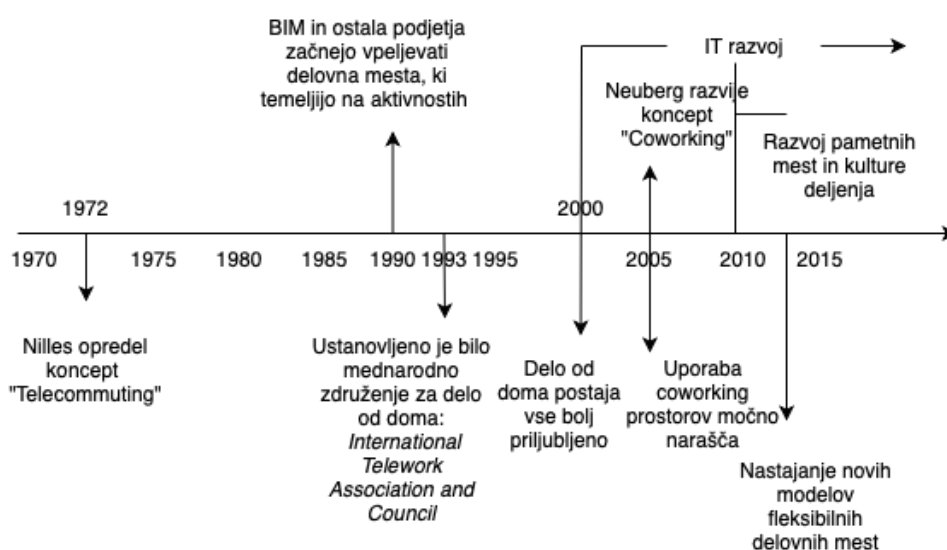 BIM in ostala podjetja
začnejo vpeljevati
delovna mesta, ki
temeljijo na aktivnostih
IT razvoj
Neuberg razvije
koncept
"Coworking"
Razvoj pametnih
mest in kulture
deljenja
1972
2000
1970
1975
1980
1985
1990
1993
1995
2005
2010
2015
Nilles opredel
koncept
"Telecommuting"
Ustanovljeno je bilo
mednarodno
združenje za delo
od doma:
International
Telework
Association and
Council
Delo od
doma postaja
vse bolj
priljubljeno
Uporaba
coworking
prostorov močno
narašča
Nastajanje novih
modelov
fleksibilnih
delovnih mest